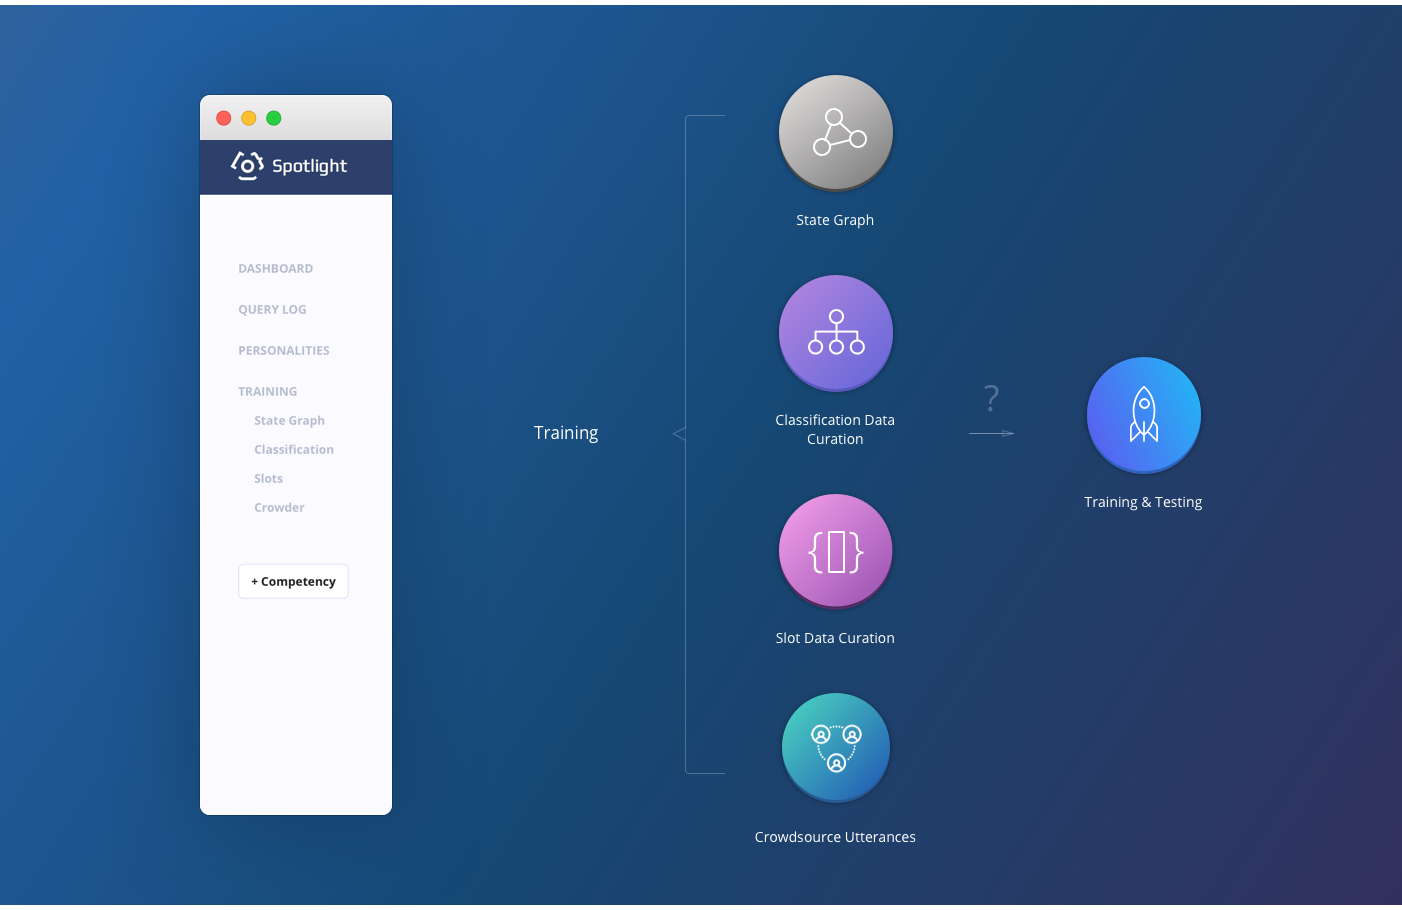 Spotlight
DASHBOARD
QUERY LOG
PERSONALITIES
TRAINING
State Graph
Classification
Slots
Crowder
+ Competency
Training
State Graph
Classification Data
Curation
Slot Data Curation
Crowdsource Utterances
?
Training & Testing